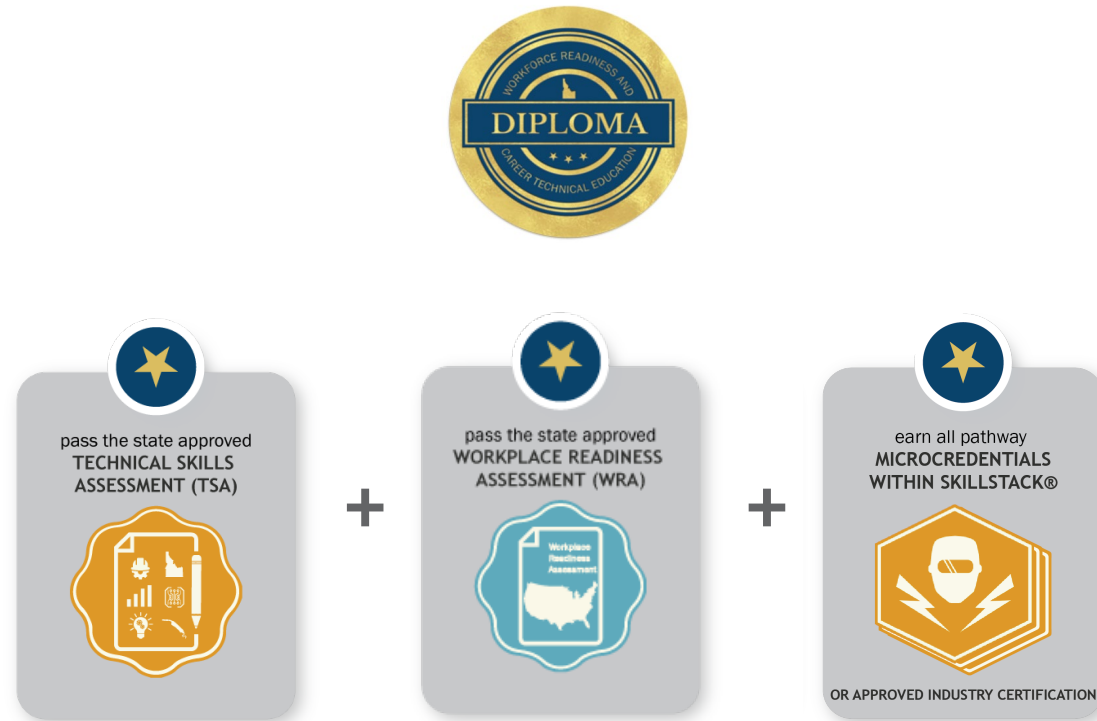 WORKFORCE READINESS AND
DIPLOMA
CAREER TECHNICAL EDUCATION
pass the state approved
TECHNICAL SKILLS
ASSESSMENT (TSA)
+
pass the state approved
WORKPLACE READINESS
ASSESSMENT (WRA)
Workplace
Readiness
Assessment
+
earn all pathway
MICROCREDENTIALS
WITHIN SKILLSTACK®
OR APPROVED INDUSTRY CERTIFICATION